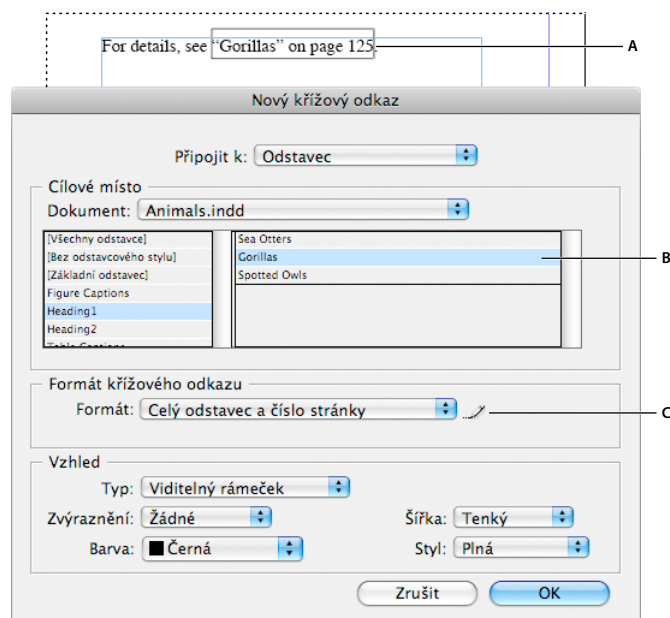 For details, see “Gorillas” on page 125.
A
Nový křížový odkaz
Připojit k: Odstavec
Cílové místo
Dokument: Animals.indd
[Všechny odstavce]
[Bez odstavcového stylu]
[Základní odstavec]
Figure Captions
Heading1
Heading2
Table Captions
Sea Otters
Gorillas
Spotted Owls
B
Formát křížového odkazu
Formát: Celý odstavec a číslo stránky
C
Vzhled
Typ: Viditelný rámeček
Zvýraznění: Žádné
Šířka: Tenký
Barva: Černá
Styl: Plná
Zrušit
OK